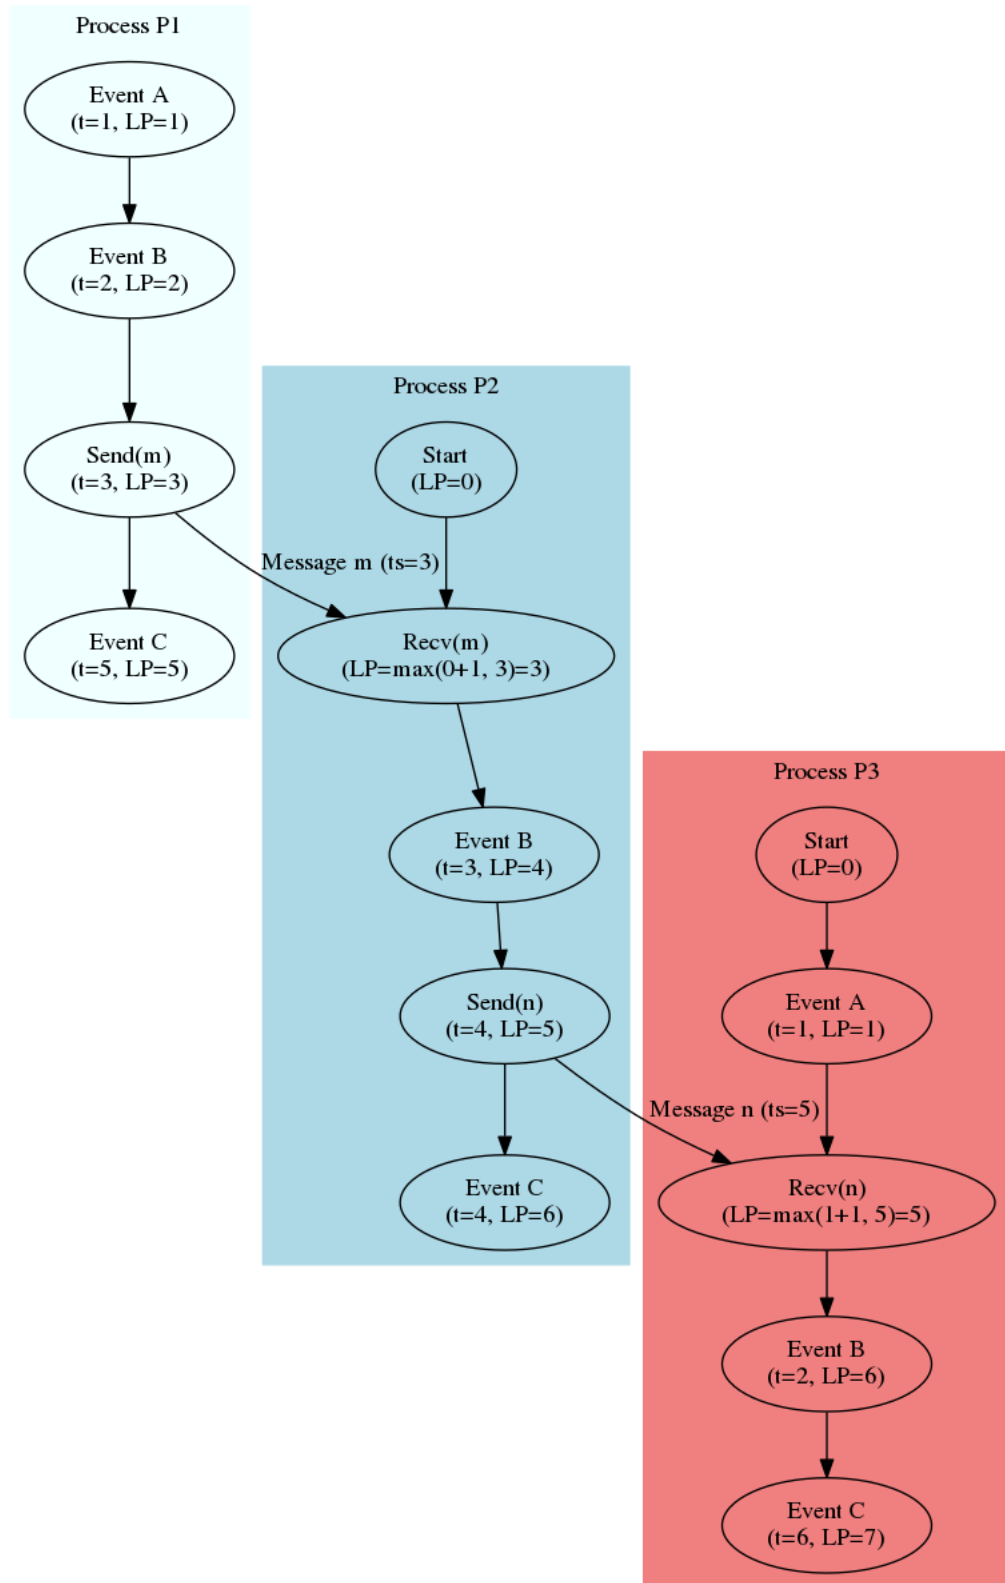 Process P1
Event A
(t=1, LP=1)
Event B
(t=2, LP=2)
Send(m)
(t=3, LP=3)
Event C
(t=5, LP=5)
Process P2
Start
(LP=0)
Message m (ts=3)
Recv(m)
(LP=max(0+1, 3)=3)
Event B
(t=3, LP=4)
Send(n)
(t=4, LP=5)
Event C
(t=4, LP=6)
Process P3
Start
(LP=0)
Event A
(t=1, LP=1)
Message n (ts=5)
Recv(n)
(LP=max(1+1, 5)=5)
Event B
(t=2, LP=6)
Event C
(t=6, LP=7)